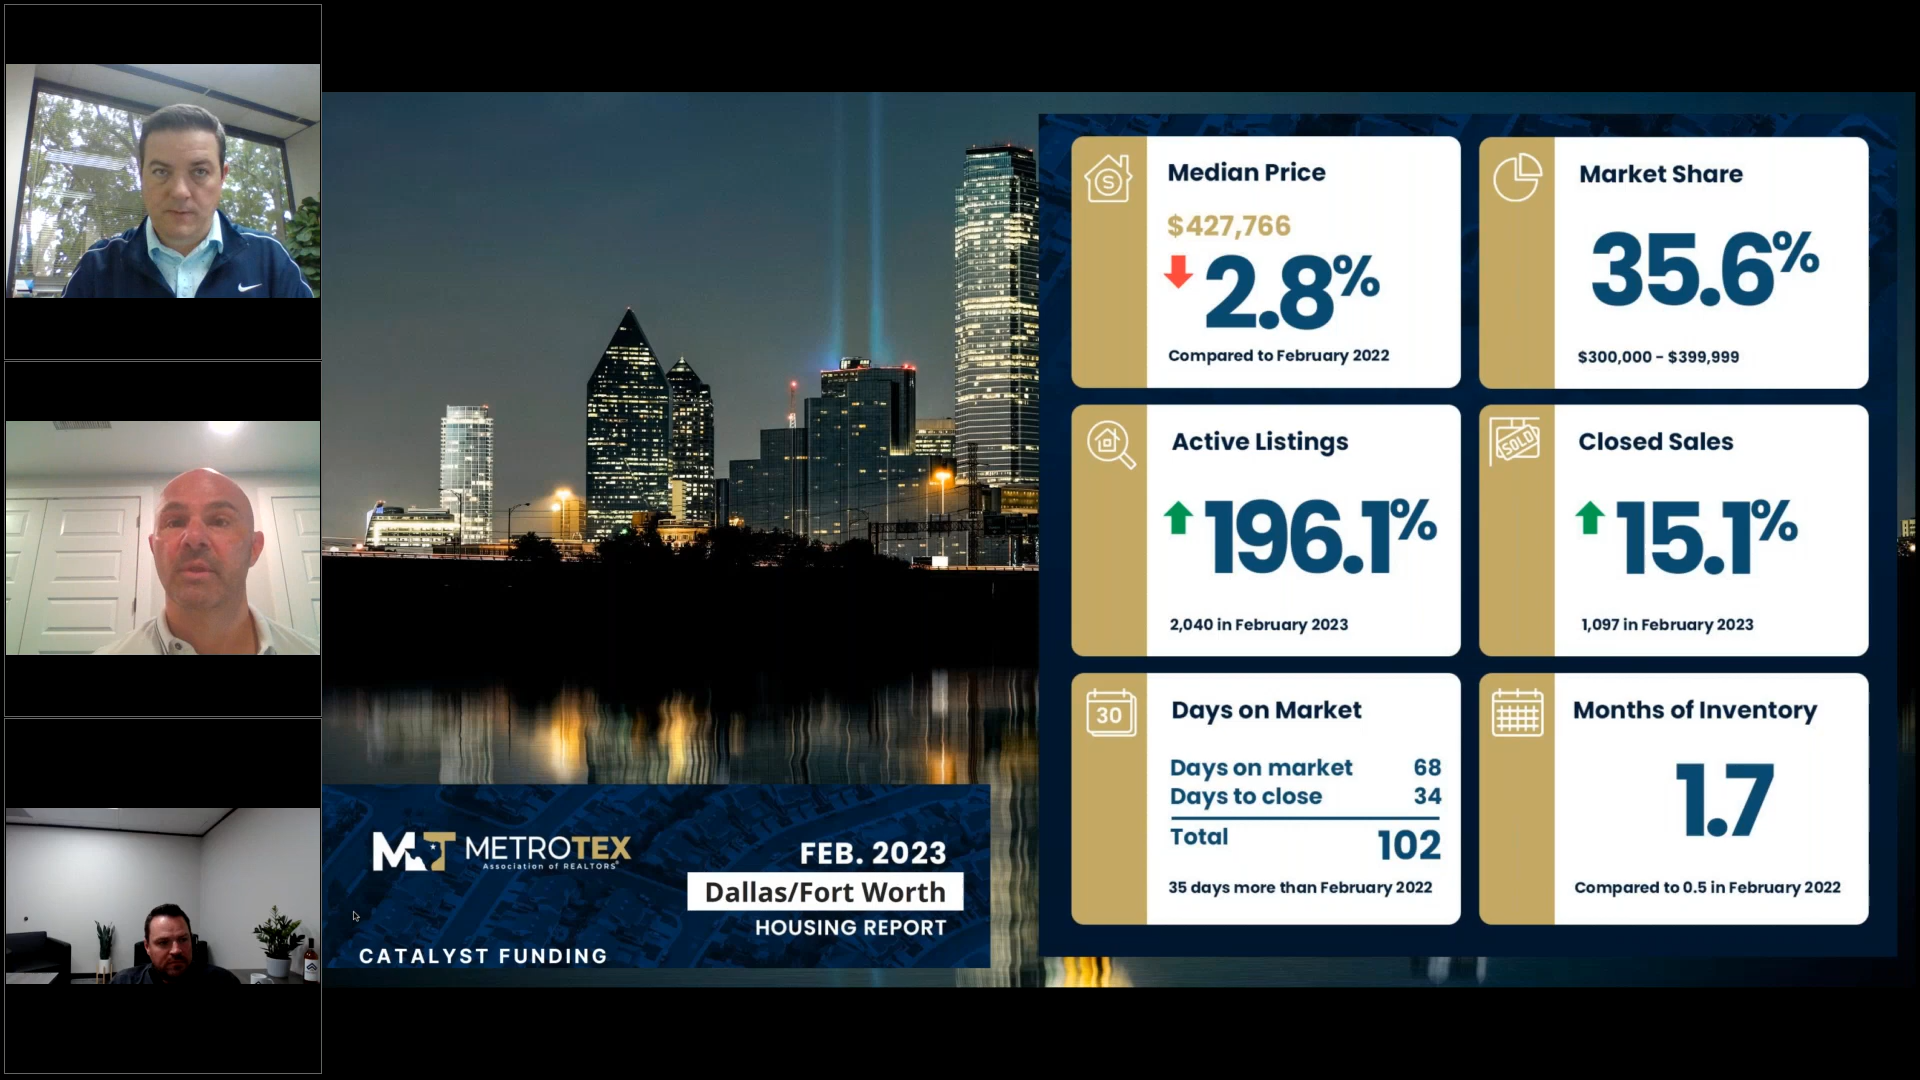 METROTEX
Association of REALTORS®
FEB. 2023
Dallas/Fort Worth
HOUSING REPORT
CATALYST FUNDING
Median Price
$427,766
2.8%
Compared to February 2022
Market Share
35.6%
$300,000 - $399,999
Active Listings
196.1%
2,040 in February 2023
SOLD
Closed Sales
15.1%
1,097 in February 2023
30
Days on Market
Days on market 68
Days to close 34
Total 102
35 days more than February 2022
Months of Inventory
1.7
Compared to 0.5 in February 2022